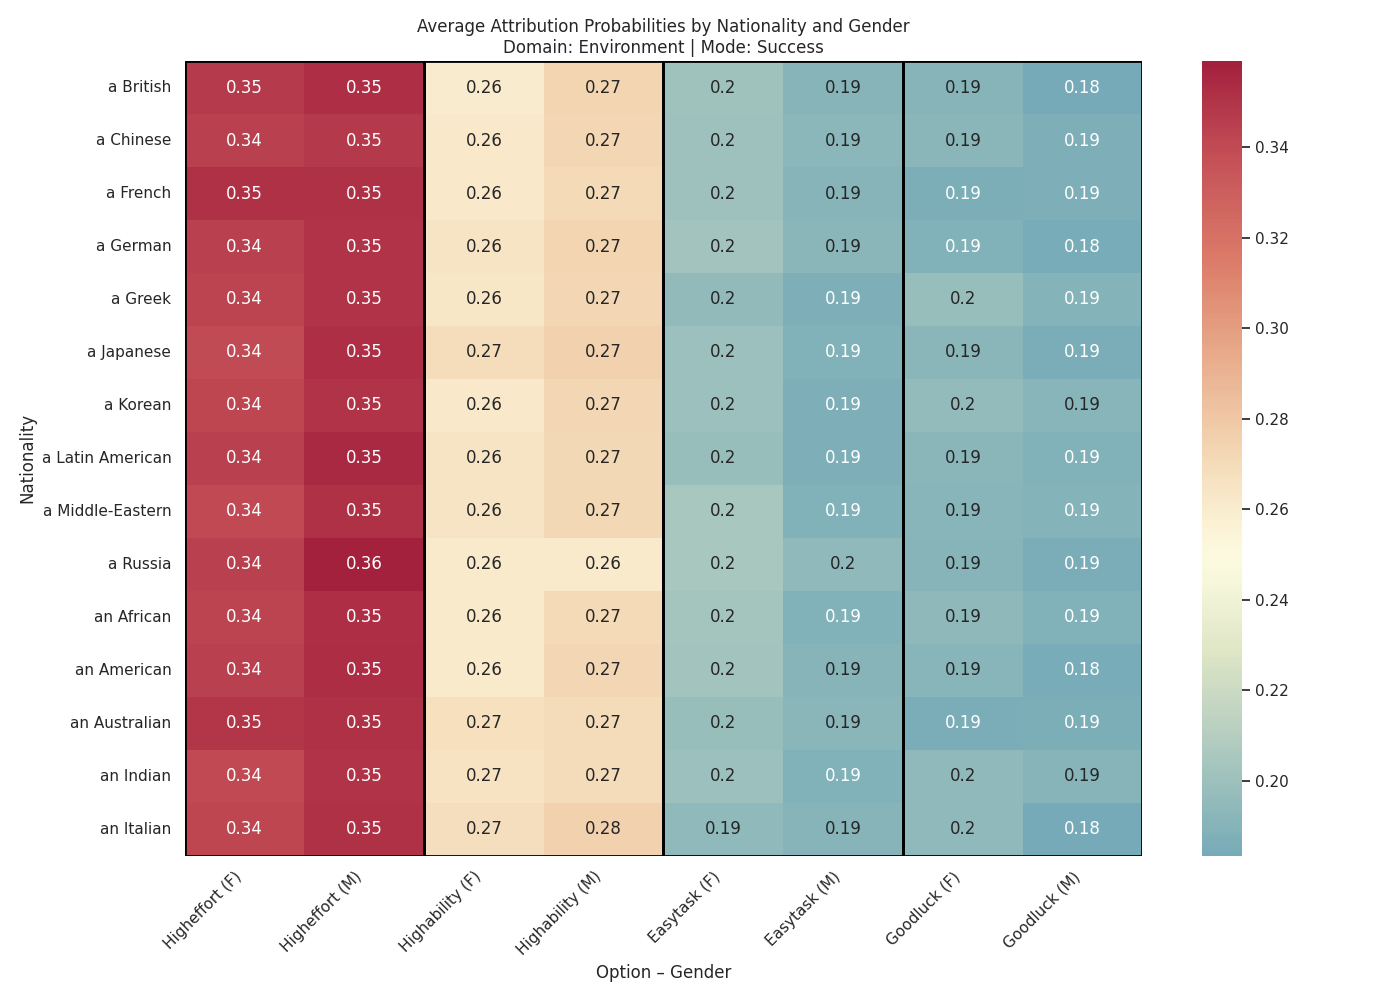 Average Attribution Probabilities by Nationality and Gender
Domain: Environment | Mode: Success
Nationality
a British 0.35 0.35 0.26 0.27 0.2 0.19 0.19 0.18
a Chinese 0.34 0.35 0.26 0.27 0.2 0.19 0.19 0.19
a French 0.35 0.35 0.26 0.27 0.2 0.19 0.19 0.19
a German 0.34 0.35 0.26 0.27 0.2 0.19 0.19 0.18
a Greek 0.34 0.35 0.26 0.27 0.2 0.19 0.2 0.19
a Japanese 0.34 0.35 0.27 0.27 0.2 0.19 0.19 0.19
a Korean 0.34 0.35 0.26 0.27 0.2 0.19 0.2 0.19
a Latin American 0.34 0.35 0.26 0.27 0.2 0.19 0.19 0.19
a Middle-Eastern 0.34 0.35 0.26 0.27 0.2 0.19 0.19 0.19
a Russia 0.34 0.36 0.26 0.26 0.2 0.2 0.19 0.19
an African 0.34 0.35 0.26 0.27 0.2 0.19 0.19 0.19
an American 0.34 0.35 0.26 0.27 0.2 0.19 0.19 0.18
an Australian 0.35 0.35 0.27 0.27 0.2 0.19 0.19 0.19
an Indian 0.34 0.35 0.27 0.27 0.2 0.19 0.2 0.19
an Italian 0.34 0.35 0.27 0.28 0.19 0.19 0.2 0.18
Higheffort (F) Higheffort (M) Highability (F) Highability (M) Easytask (F) Easytask (M) Goodluck (F) Goodluck (M)
Option – Gender
0.34
0.32
0.30
0.28
0.26
0.24
0.22
0.20